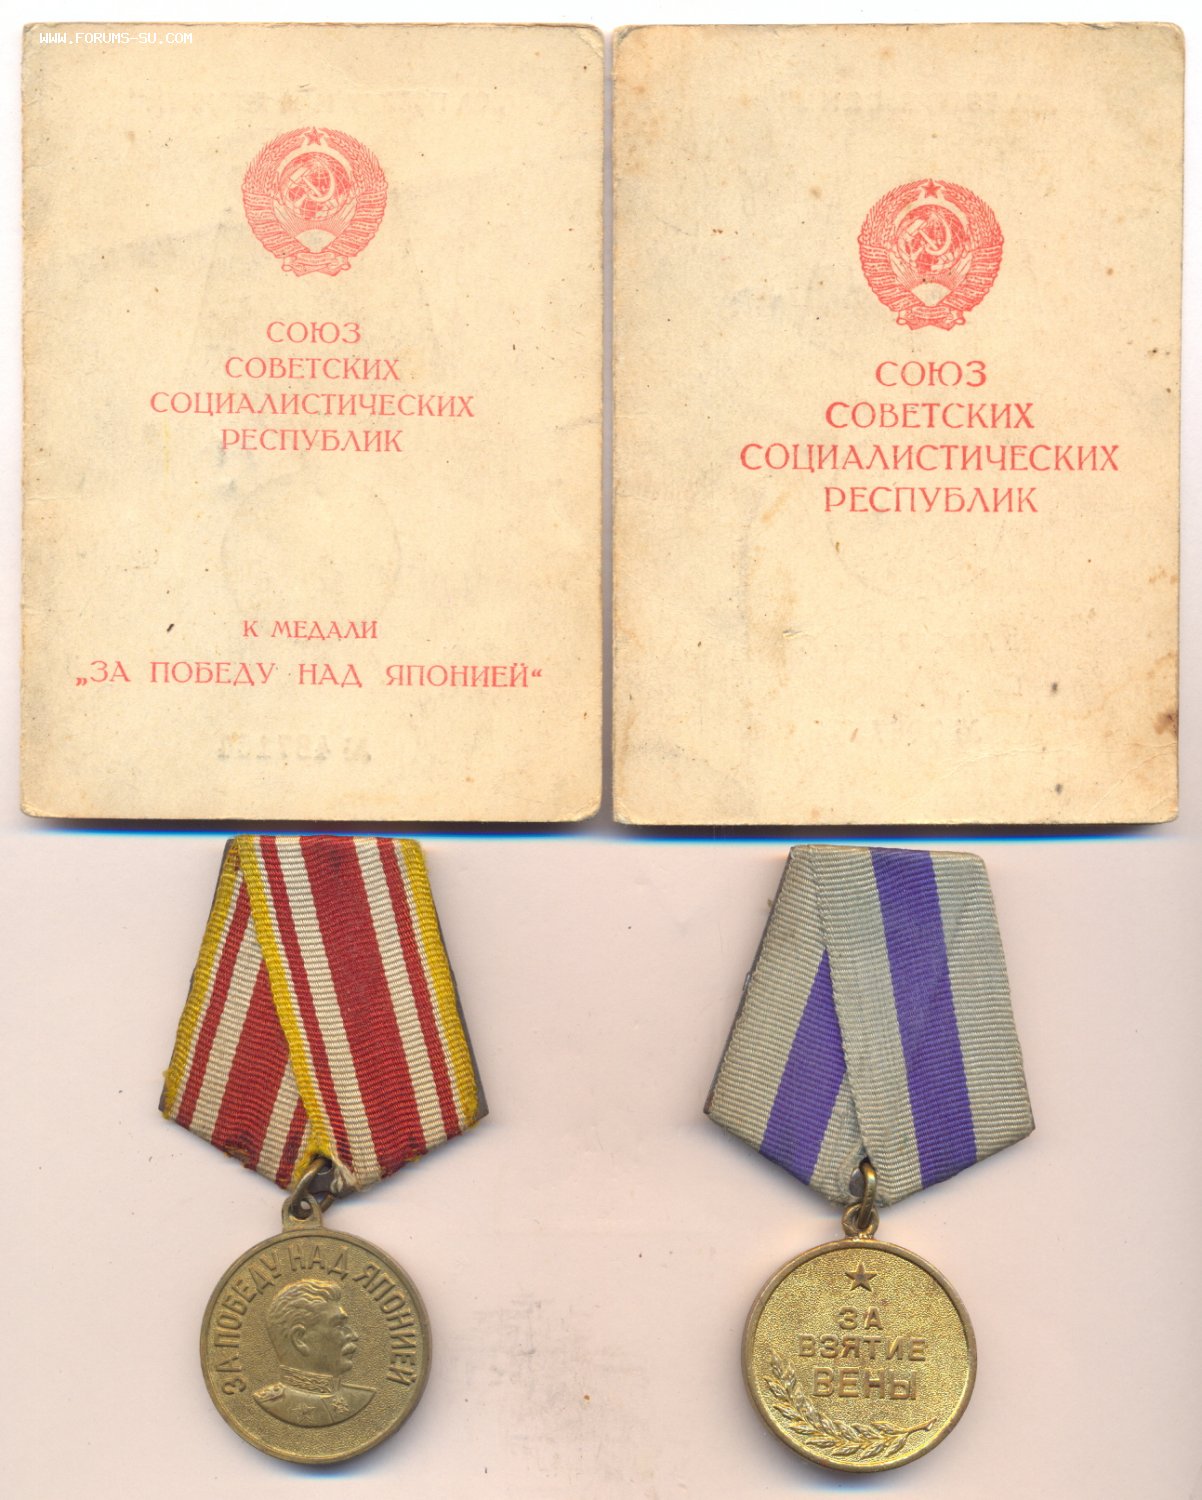 WWW.FORUMS-SU.COM
СОЮЗ
СОВЕТСКИХ
СОЦИАЛИСТИЧЕСКИХ
РЕСПУБЛИК
К МЕДАЛИ
„ЗА ПОБЕДУ НАД ЯПОНИЕЙ“
СОЮЗ
СОВЕТСКИХ
СОЦИАЛИСТИЧЕСКИХ
РЕСПУБЛИК
ЗА ПОБЕДУ НАД ЯПОНИЕЙ
ЗА
ВЗЯТИЕ
ВЕНЫ